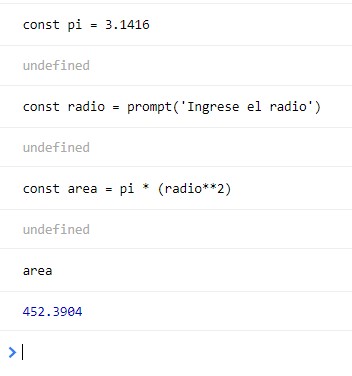 const pi = 3.1416
undefined
const radio = prompt('Ingrese el radio')
undefined
const area = pi * (radio**2)
undefined
area
452.3904
>